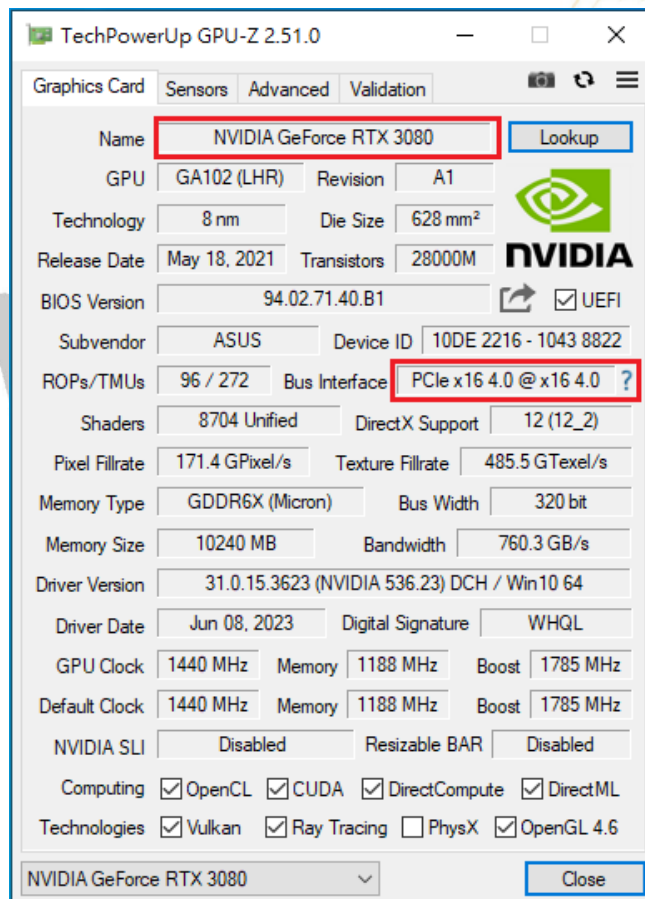 TechPowerUp GPU-Z 2.51.0
Graphics Card Sensors Advanced Validation
Name NVIDIA GeForce RTX 3080 Lookup
GPU GA102 (LHR) Revision A1
Technology 8 nm Die Size 628 mm²
Release Date May 18, 2021 Transistors 28000M
NVIDIA
BIOS Version 94.02.71.40.B1 UEFI
Subvendor ASUS Device ID 10DE 2216 - 1043 8822
ROPs/TMUs 96 / 272 Bus Interface PCIe x16 4.0 @ x16 4.0 ?
Shaders 8704 Unified DirectX Support 12 (12_2)
Pixel Fillrate 171.4 GPixel/s Texture Fillrate 485.5 GTexel/s
Memory Type GDDR6X (Micron) Bus Width 320 bit
Memory Size 10240 MB Bandwidth 760.3 GB/s
Driver Version 31.0.15.3623 (NVIDIA 536.23) DCH / Win10 64
Driver Date Jun 08, 2023 Digital Signature WHQL
GPU Clock 1440 MHz Memory 1188 MHz Boost 1785 MHz
Default Clock 1440 MHz Memory 1188 MHz Boost 1785 MHz
NVIDIA SLI Disabled Resizable BAR Disabled
Computing OpenCL CUDA DirectCompute DirectML
Technologies Vulkan Ray Tracing PhysX OpenGL 4.6
NVIDIA GeForce RTX 3080 Close